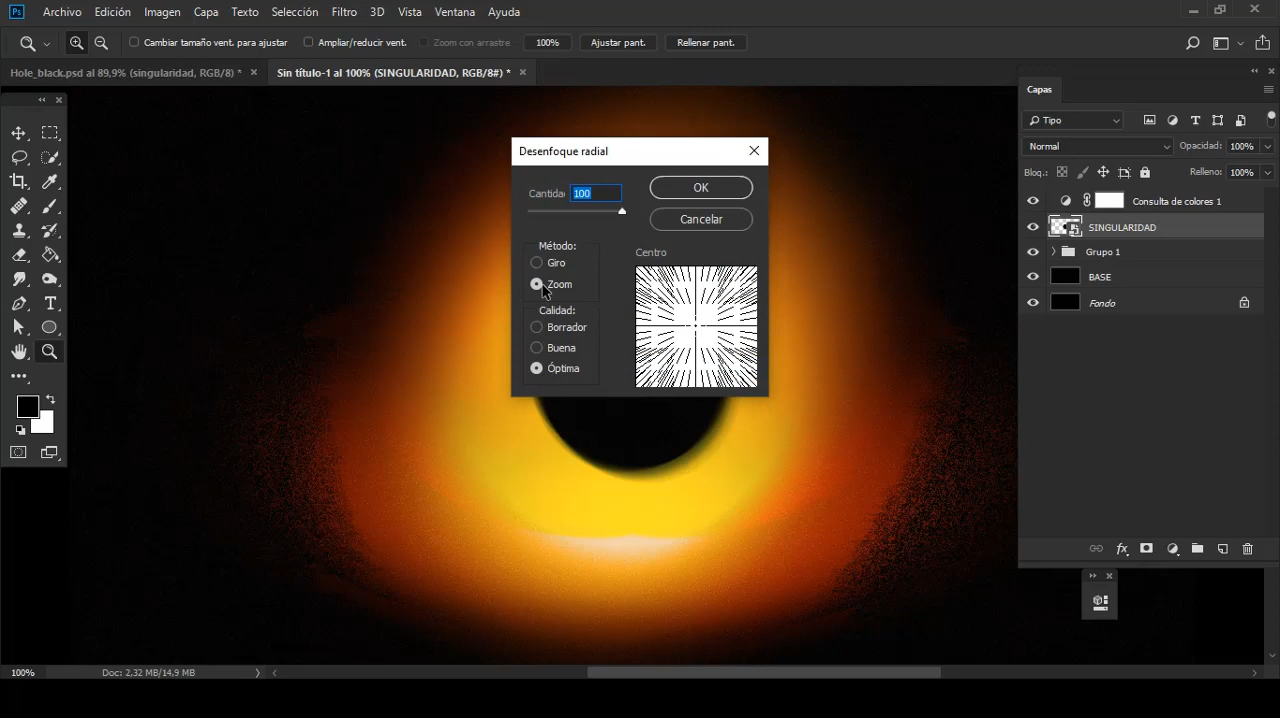 Ps Archivo Edición Imagen Capa Texto Selección Filtro 3D Vista Ventana Ayuda
Cambiar tamaño vent. para ajustar Ampliar/reducir vent. Zoom con arrastre 100% Ajustar pant. Rellenar pant.
Hole_black.psd al 89,9% (singularidad, RGB/8) * Sin título-1 al 100% (SINGULARIDAD, RGB/8#) *
Capas
Tipo
Normal Opacidad: 100%
Bloq.: Relleno: 100%
Consulta de colores 1
SINGULARIDAD
Grupo 1
BASE
Fondo
Desenfoque radial
Cantida 100
OK
Cancelar
Método:
Giro
Zoom
Calidad:
Borrador
Buena
Óptima
Centro
100% Doc: 2,32 MB/14,9 MB